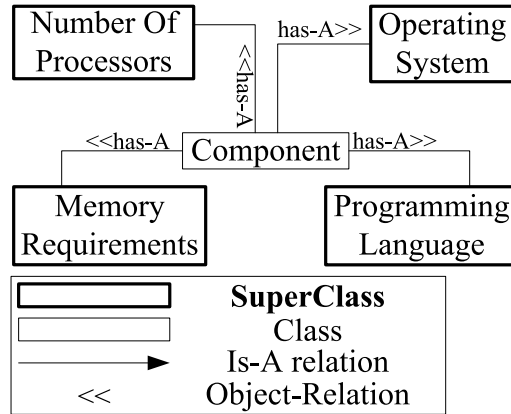 Number Of
Processors
<<has-A
has-A>>
Operating
System
<<has-A
Component
has-A>>
Memory
Requirements
Programming
Language
SuperClass
Class
Is-A relation
<<
Object-Relation